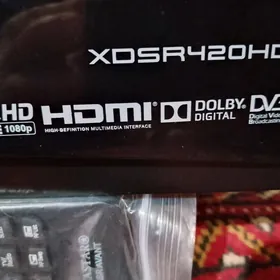 XDSR420HD
HD HDMI DOLBY DVB
1080p HIGH-DEFINITION MULTIMEDIA INTERFACE DIGITAL Digital Video
Broadcasting